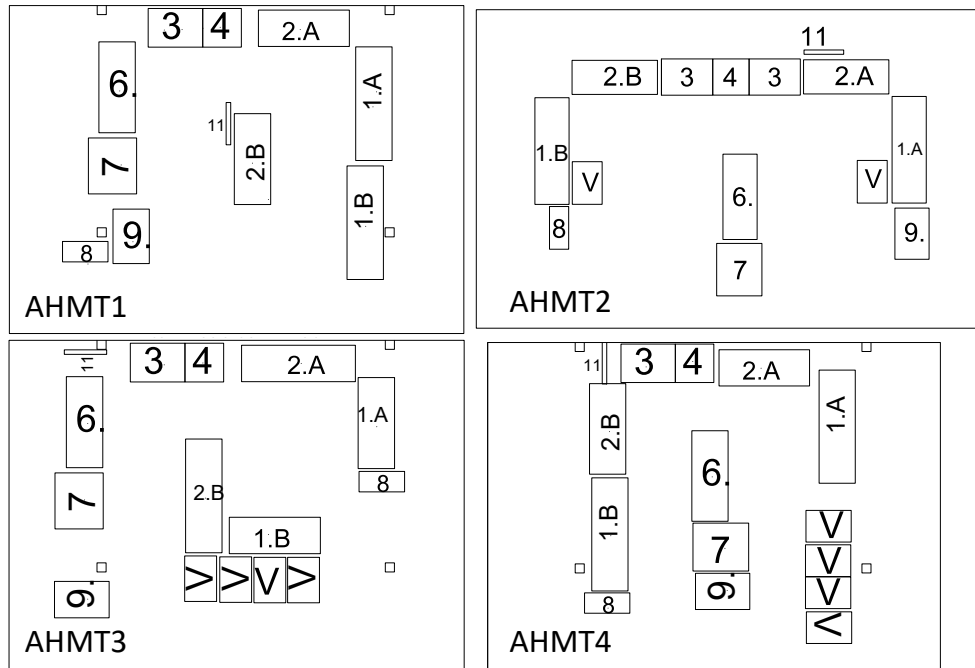 3 4 2.A
6. 1.A
11
7 2.B
1.B
9.
8
AHMT1
11
2.B 3 4 3 2.A
1.B 1.A
V V
6.
8 9.
7
AHMT2
11 3 4 2.A
6. 1.A
7 2.B 8
1.B
9. V V V V
AHMT3
11 3 4 2.A
2.B 1.A
6.
1.B V
7 V
9. V
8 V
AHMT4